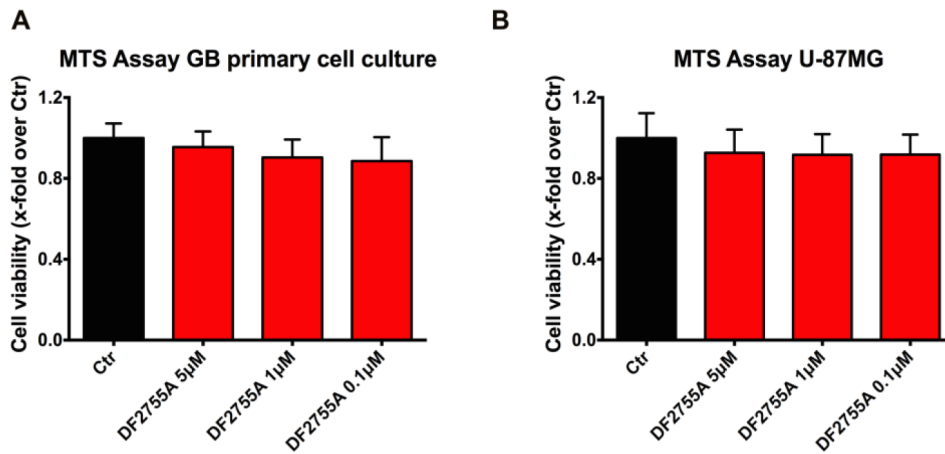 A
MTS Assay GB primary cell culture
Cell viability (x-fold over Ctr)
1.2
0.8
0.4
0.0
Ctr
DF2755A 5μM
DF2755A 1μM
DF2755A 0.1μM
B
MTS Assay U-87MG
Cell viability (x-fold over Ctr)
1.2
0.8
0.4
0.0
Ctr
DF2755A 5μM
DF2755A 1μM
DF2755A 0.1μM